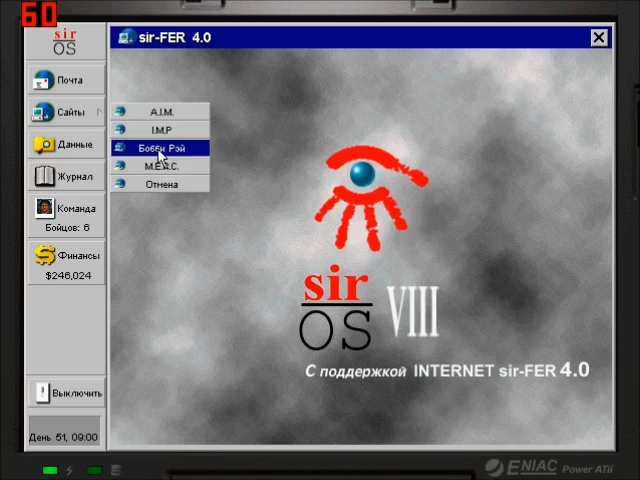 60
sir
OS
sir-FER 4.0
Почта
Сайты
Данные
Журнал
Команда
Бойцов: 6
Финансы
$246,024
Выключить
День 51, 09:00
A.I.M.
I.M.P
Бобби Рэй
M.E.R.C.
Отмена
sir
OS VIII
С поддержкой INTERNET sir-FER 4.0
ENIAC Power ATii